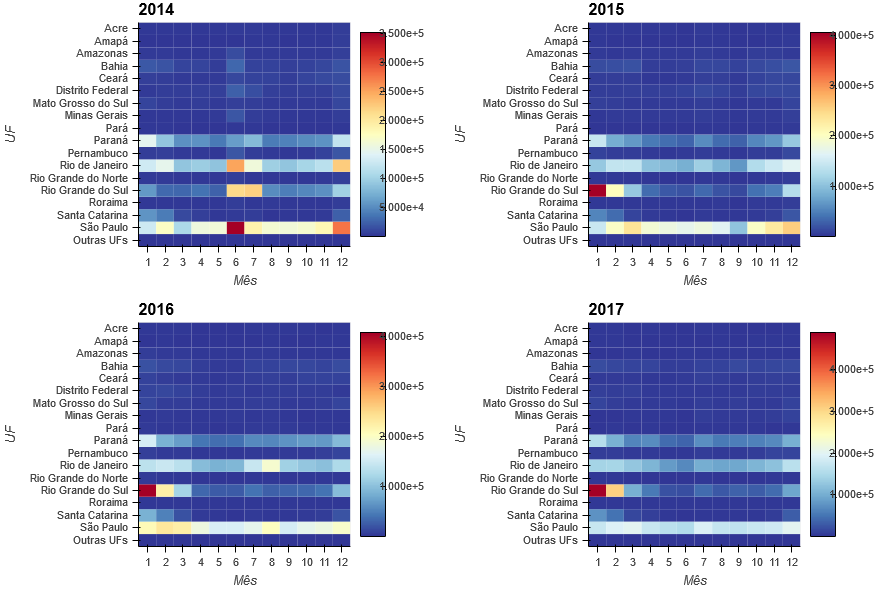 2014
Acre
Amapá
Amazonas
Bahia
Ceará
Distrito Federal
Mato Grosso do Sul
Minas Gerais
Pará
Paraná
Pernambuco
Rio de Janeiro
Rio Grande do Norte
Rio Grande do Sul
Roraima
Santa Catarina
São Paulo
Outras UFs
UF
1 2 3 4 5 6 7 8 9 10 11 12
Mês
3.500e+5
3.000e+5
2.500e+5
2.000e+5
1.500e+5
1.000e+5
5.000e+4
2015
Acre
Amapá
Amazonas
Bahia
Ceará
Distrito Federal
Mato Grosso do Sul
Minas Gerais
Pará
Paraná
Pernambuco
Rio de Janeiro
Rio Grande do Norte
Rio Grande do Sul
Roraima
Santa Catarina
São Paulo
Outras UFs
UF
1 2 3 4 5 6 7 8 9 10 11 12
Mês
4.000e+5
3.000e+5
2.000e+5
1.000e+5
2016
Acre
Amapá
Amazonas
Bahia
Ceará
Distrito Federal
Mato Grosso do Sul
Minas Gerais
Pará
Paraná
Pernambuco
Rio de Janeiro
Rio Grande do Norte
Rio Grande do Sul
Roraima
Santa Catarina
São Paulo
Outras UFs
UF
1 2 3 4 5 6 7 8 9 10 11 12
Mês
4.000e+5
3.000e+5
2.000e+5
1.000e+5
2017
Acre
Amapá
Amazonas
Bahia
Ceará
Distrito Federal
Mato Grosso do Sul
Minas Gerais
Pará
Paraná
Pernambuco
Rio de Janeiro
Rio Grande do Norte
Rio Grande do Sul
Roraima
Santa Catarina
São Paulo
Outras UFs
UF
1 2 3 4 5 6 7 8 9 10 11 12
Mês
4.000e+5
3.000e+5
2.000e+5
1.000e+5